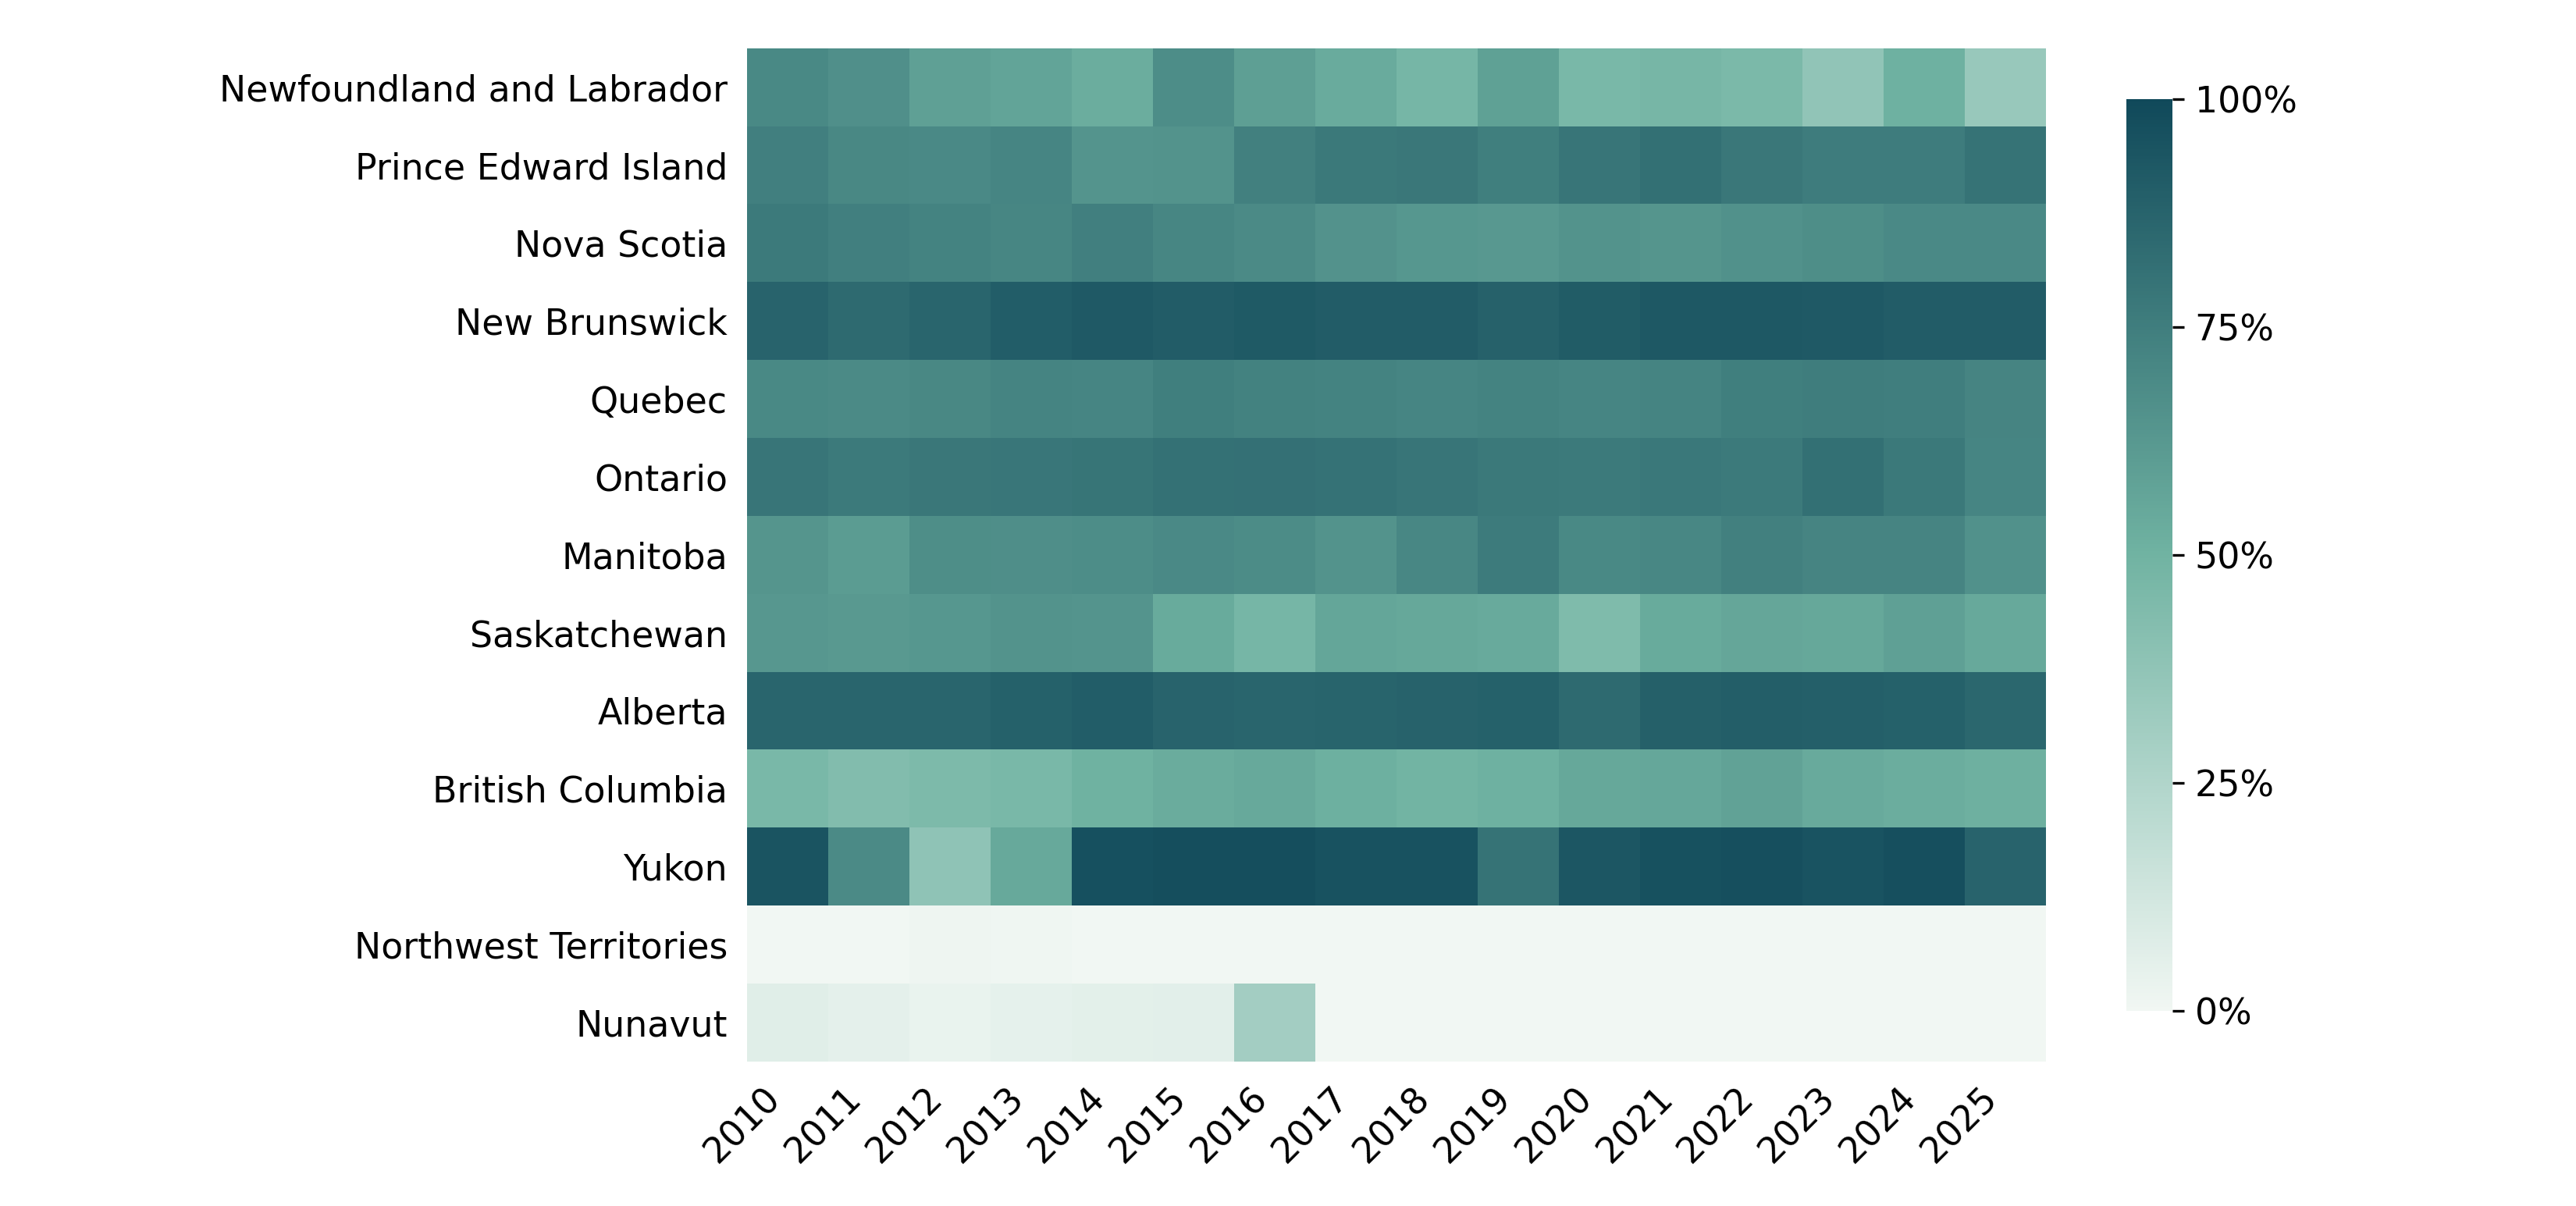 Newfoundland and Labrador
Prince Edward Island
Nova Scotia
New Brunswick
Quebec
Ontario
Manitoba
Saskatchewan
Alberta
British Columbia
Yukon
Northwest Territories
Nunavut
2010
2011
2012
2013
2014
2015
2016
2017
2018
2019
2020
2021
2022
2023
2024
2025
100%
75%
50%
25%
0%